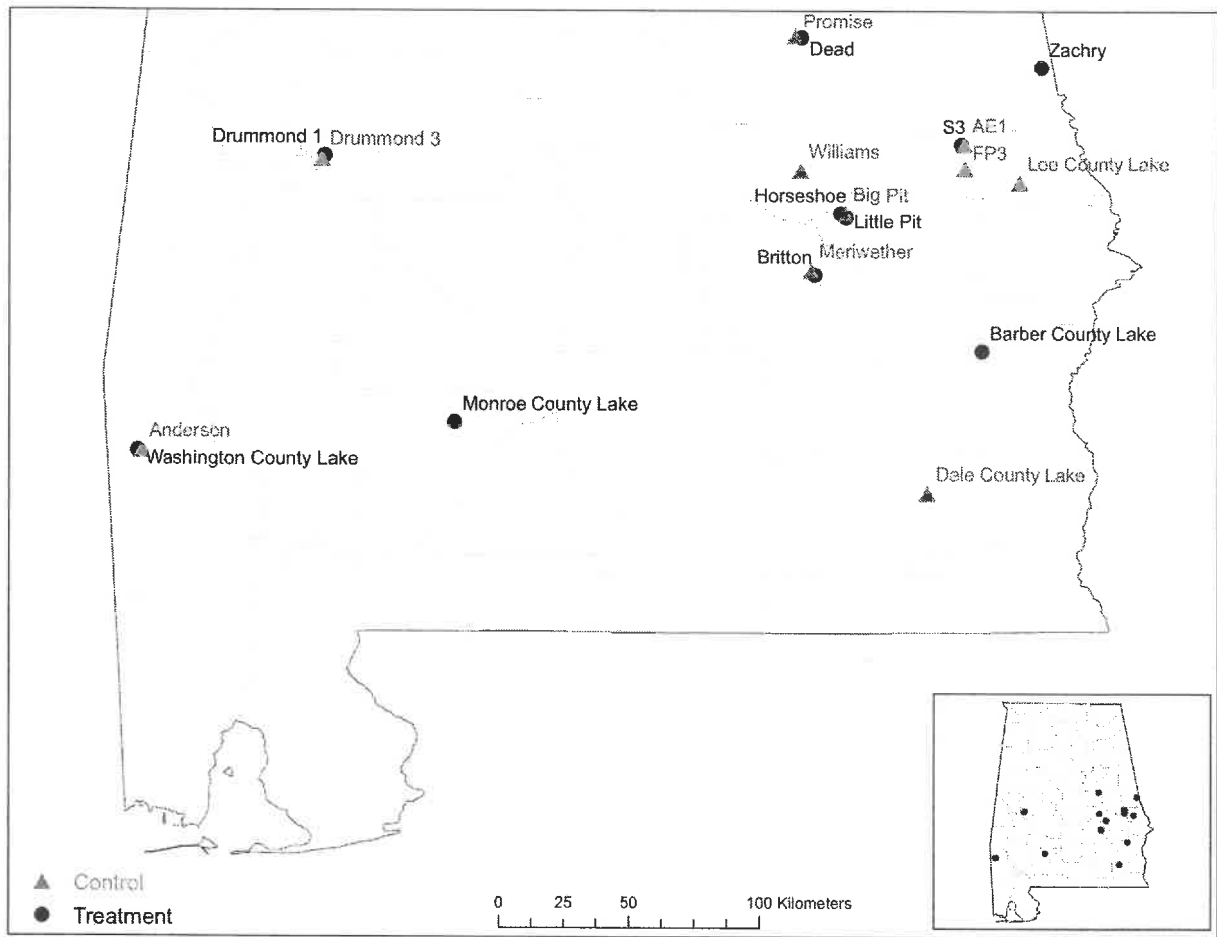 Promise
Dead
Zachry
Drummond 1 Drummond 3
S3 AE1
FP3
Williams
Lee County Lake
Horseshoe Big Pit
Little Pit
Britton Meriwether
Barber County Lake
Monroe County Lake
Anderson
Washington County Lake
Dale County Lake
Control
Treatment
0 25 50 100 Kilometers